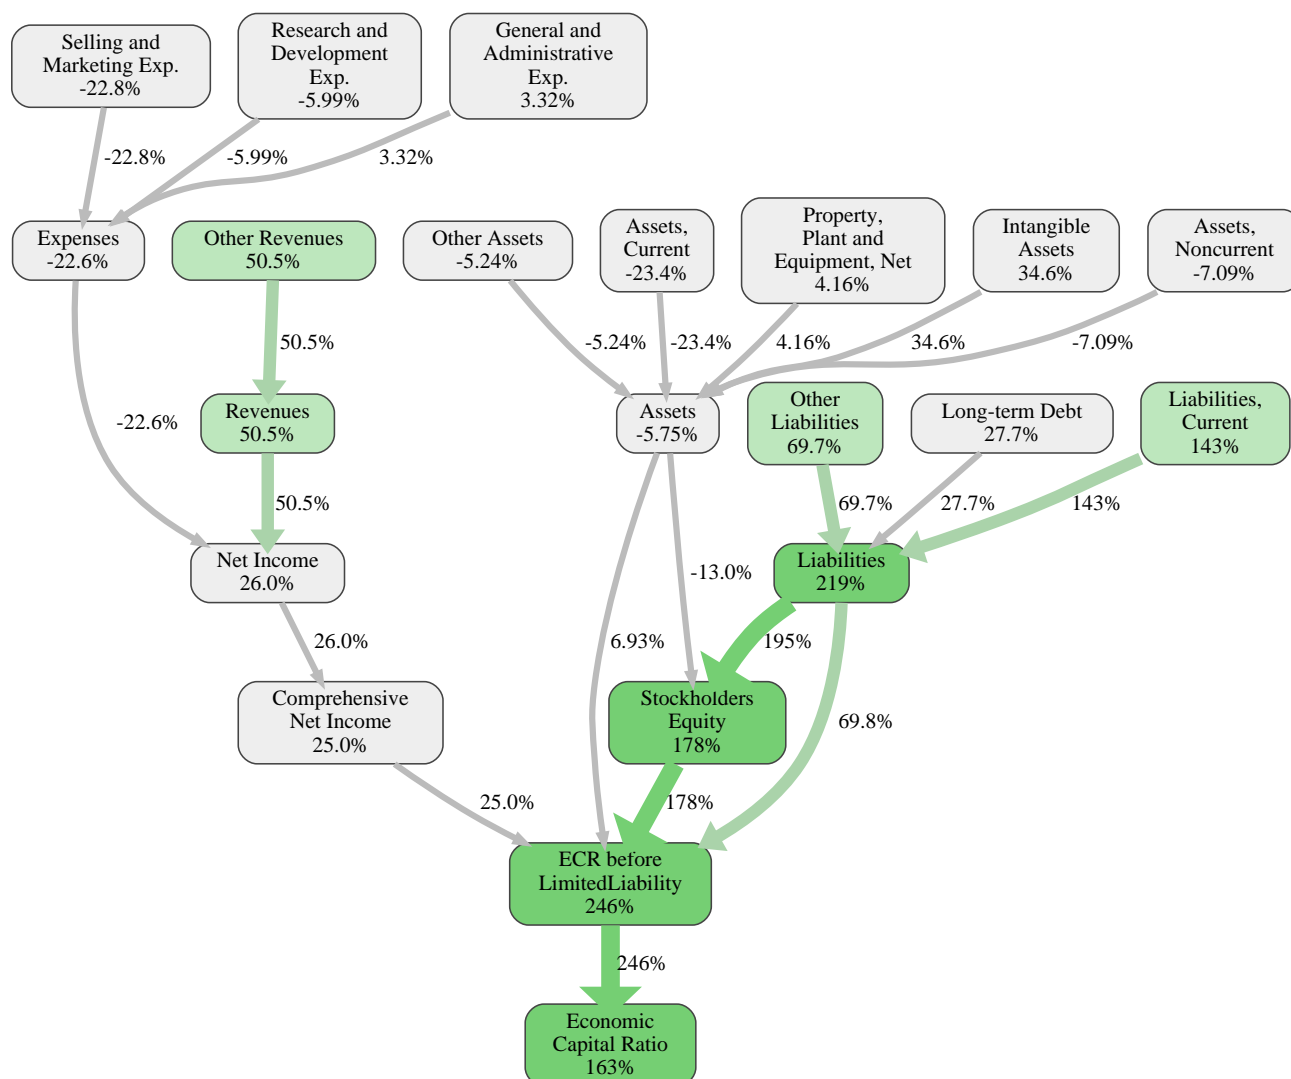 Selling and
Marketing Exp.
-22.8%
Research and
Development
Exp.
-5.99%
General and
Administrative
Exp.
3.32%
-22.8%
-5.99%
3.32%
Expenses
-22.6%
Other Revenues
50.5%
Other Assets
-5.24%
Assets,
Current
-23.4%
Property,
Plant and
Equipment, Net
4.16%
Intangible
Assets
34.6%
Assets,
Noncurrent
-7.09%
50.5%
-5.24%
-23.4%
4.16%
34.6%
-7.09%
-22.6%
Revenues
50.5%
Assets
-5.75%
Other
Liabilities
69.7%
Long-term Debt
27.7%
Liabilities,
Current
143%
50.5%
69.7%
27.7%
143%
Net Income
26.0%
-13.0%
Liabilities
219%
26.0%
6.93%
195%
Comprehensive
Net Income
25.0%
Stockholders
Equity
178%
69.8%
25.0%
178%
ECR before
LimitedLiability
246%
246%
Economic
Capital Ratio
163%